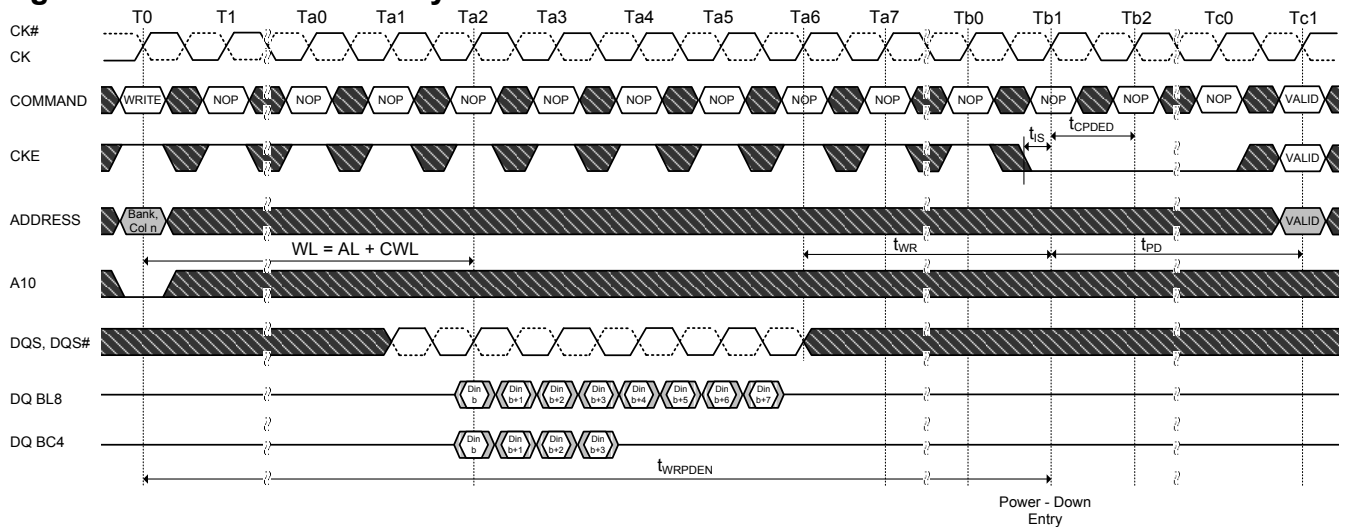 T0 T1 Ta0 Ta1 Ta2 Ta3 Ta4 Ta5 Ta6 Ta7 Tb0 Tb1 Tb2 Tc0 Tc1
CK#
CK
COMMAND WRITE NOP NOP NOP NOP NOP NOP NOP NOP NOP NOP NOP NOP NOP VALID
tIS tCPDED
CKE VALID
ADDRESS Bank, Col n VALID
WL = AL + CWL tWR tPD
A10
DQS, DQS#
DQ BL8 Din b Din b+1 Din b+2 Din b+3 Din b+4 Din b+5 Din b+6 Din b+7
DQ BC4 Din b Din b+1 Din b+2 Din b+3
tWRPDEN
Power - Down
Entry